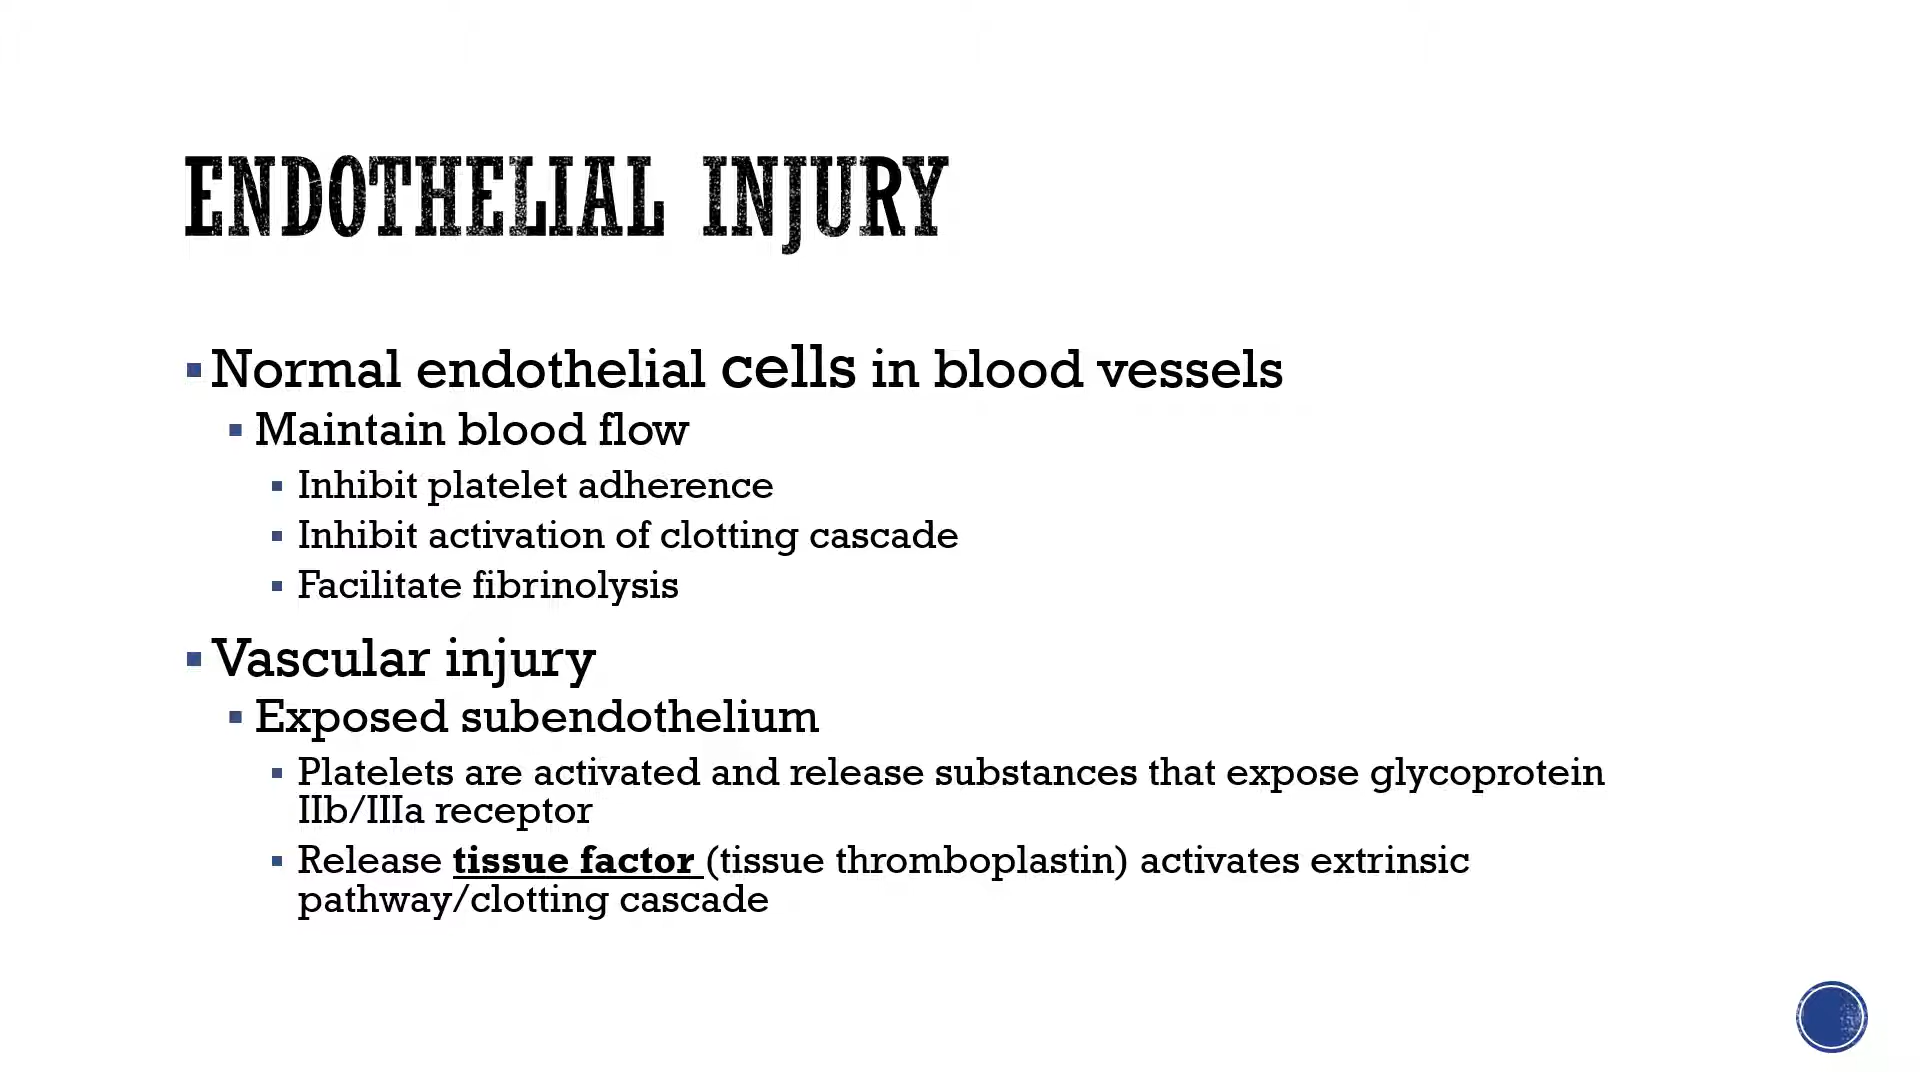 ENDOTHELIAL INJURY
Normal endothelial cells in blood vessels
Maintain blood flow
Inhibit platelet adherence
Inhibit activation of clotting cascade
Facilitate fibrinolysis
Vascular injury
Exposed subendothelium
Platelets are activated and release substances that expose glycoprotein
IIb/IIIa receptor
Release tissue factor (tissue thromboplastin) activates extrinsic
pathway/clotting cascade